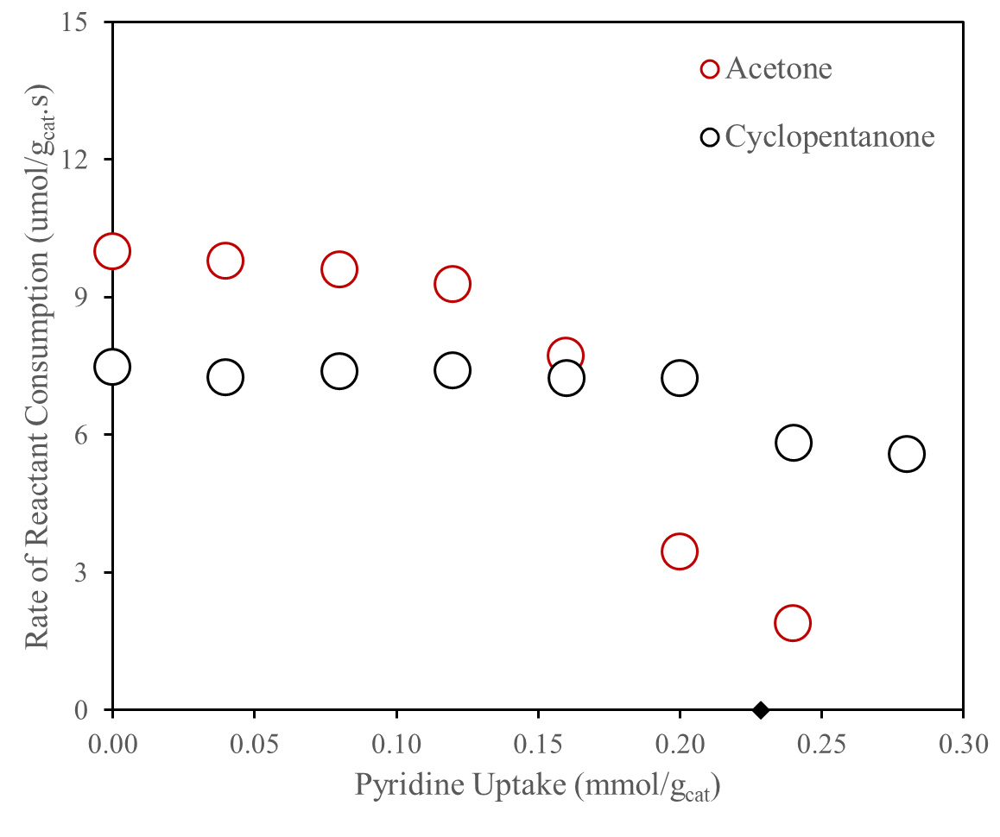 15
12
9
6
3
0
Rate of Reactant Consumption (umol/gcat·s)
Acetone
Cyclopentanone
0.00 0.05 0.10 0.15 0.20 0.25 0.30
Pyridine Uptake (mmol/gcat)